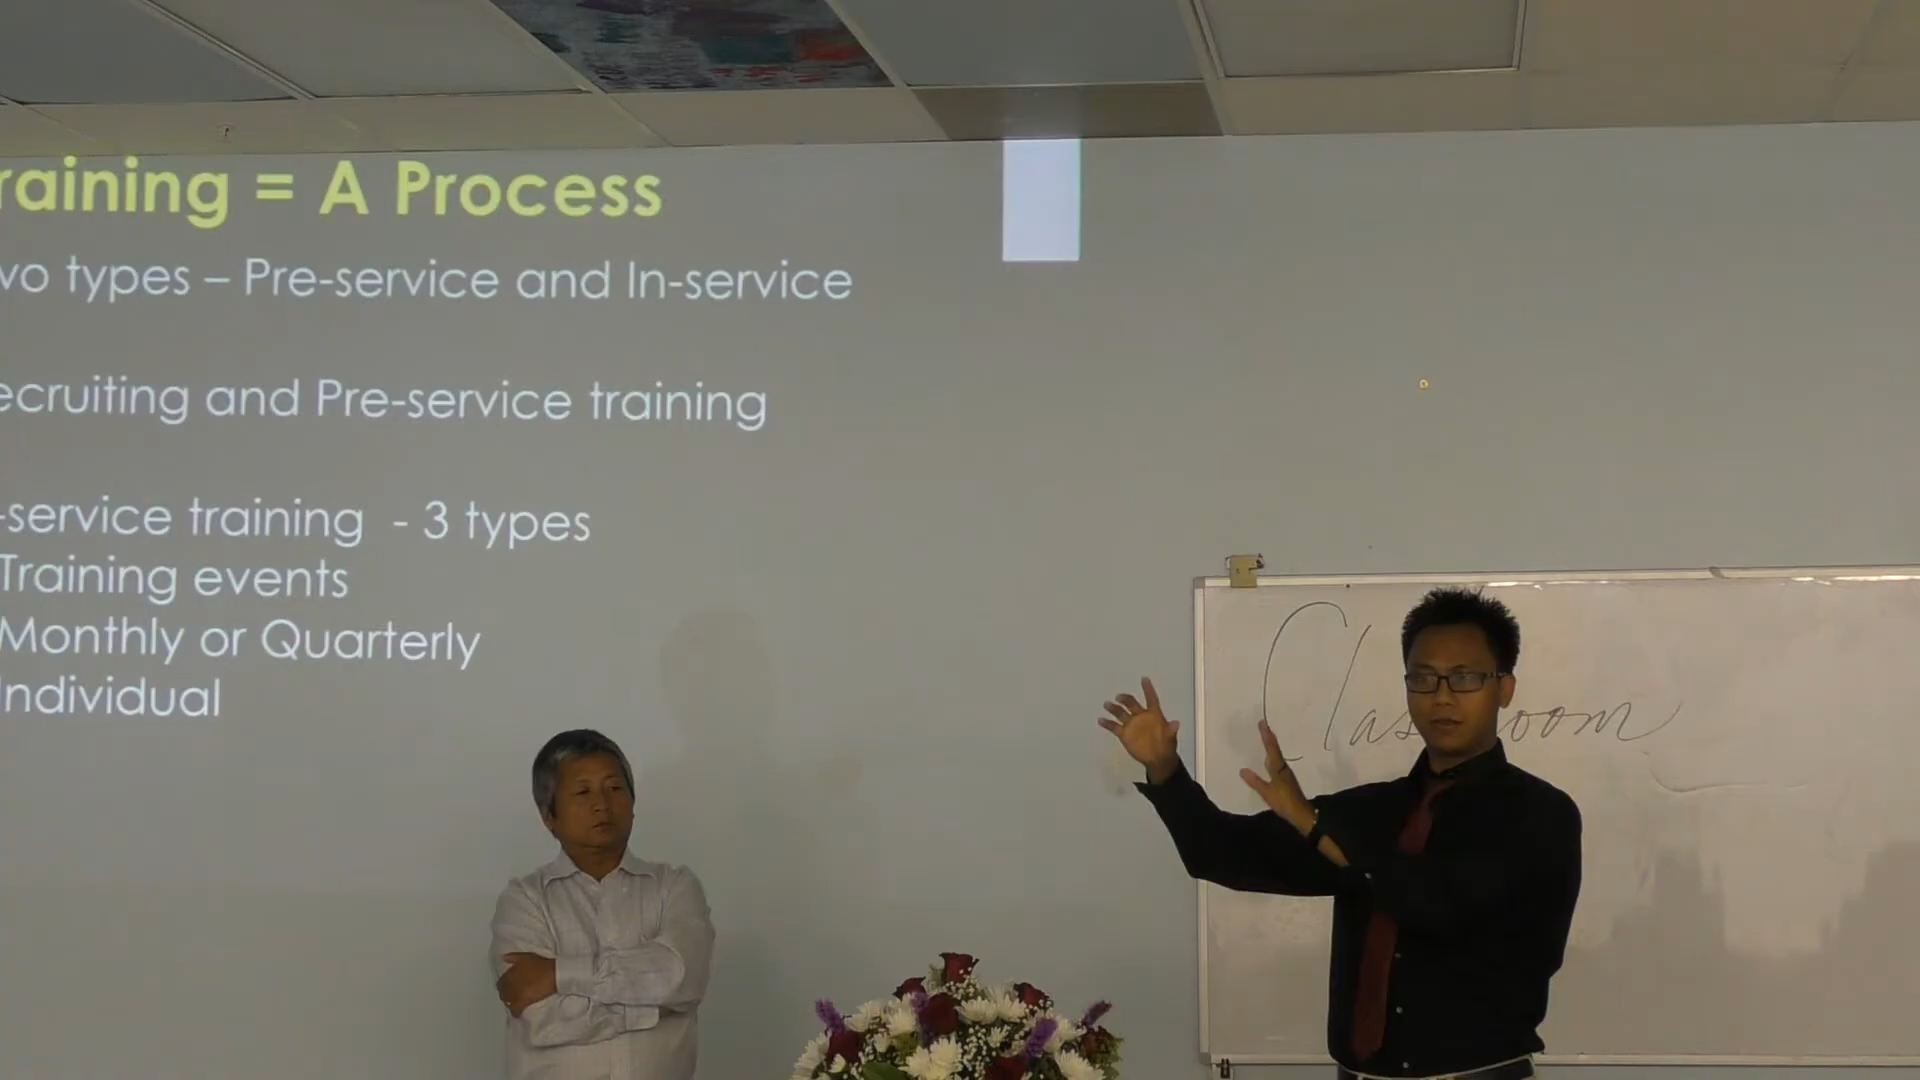 raining = A Process
wo types – Pre-service and In-service
ecruiting and Pre-service training
-service training - 3 types
Training events
Monthly or Quarterly
Individual
Clas oom